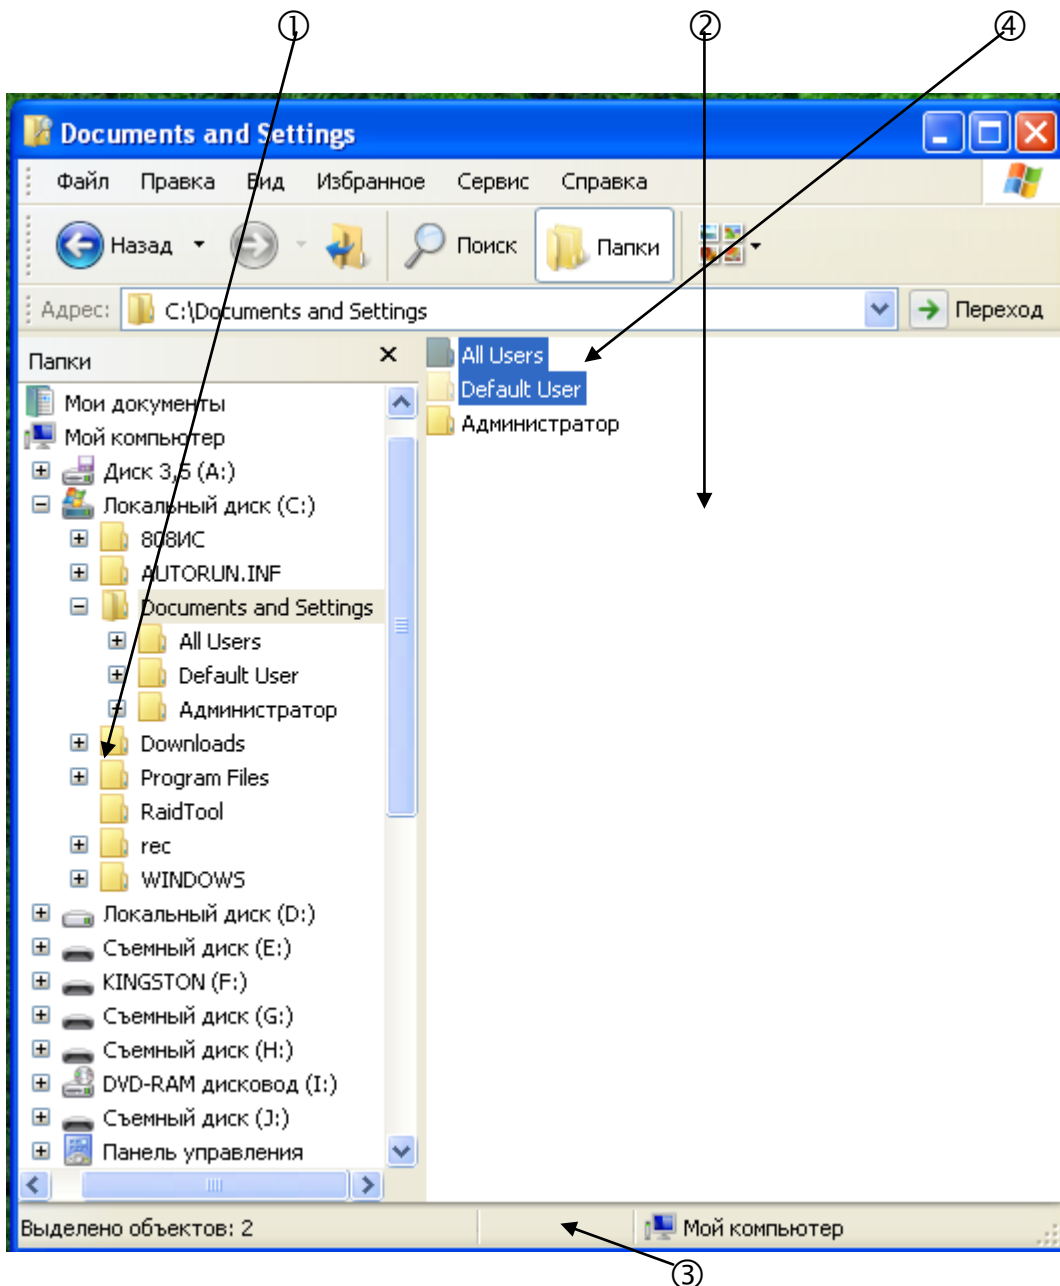 ① ② ④
Documents and Settings
Файл Правка Вид Избранное Сервис Справка
Назад Поиск Папки
Адрес: C:\Documents and Settings Переход
Папки
Мои документы
Мой компьютер
Диск 3,5 (A:)
Локальный диск (C:)
808ИС
AUTORUN.INF
Documents and Settings
All Users
Default User
Администратор
Downloads
Program Files
RaidTool
rec
WINDOWS
Локальный диск (D:)
Съемный диск (E:)
KINGSTON (F:)
Съемный диск (G:)
Съемный диск (H:)
DVD-RAM дисковод (I:)
Съемный диск (J:)
Панель управления
All Users
Default User
Администратор
Выделено объектов: 2 Мой компьютер
③